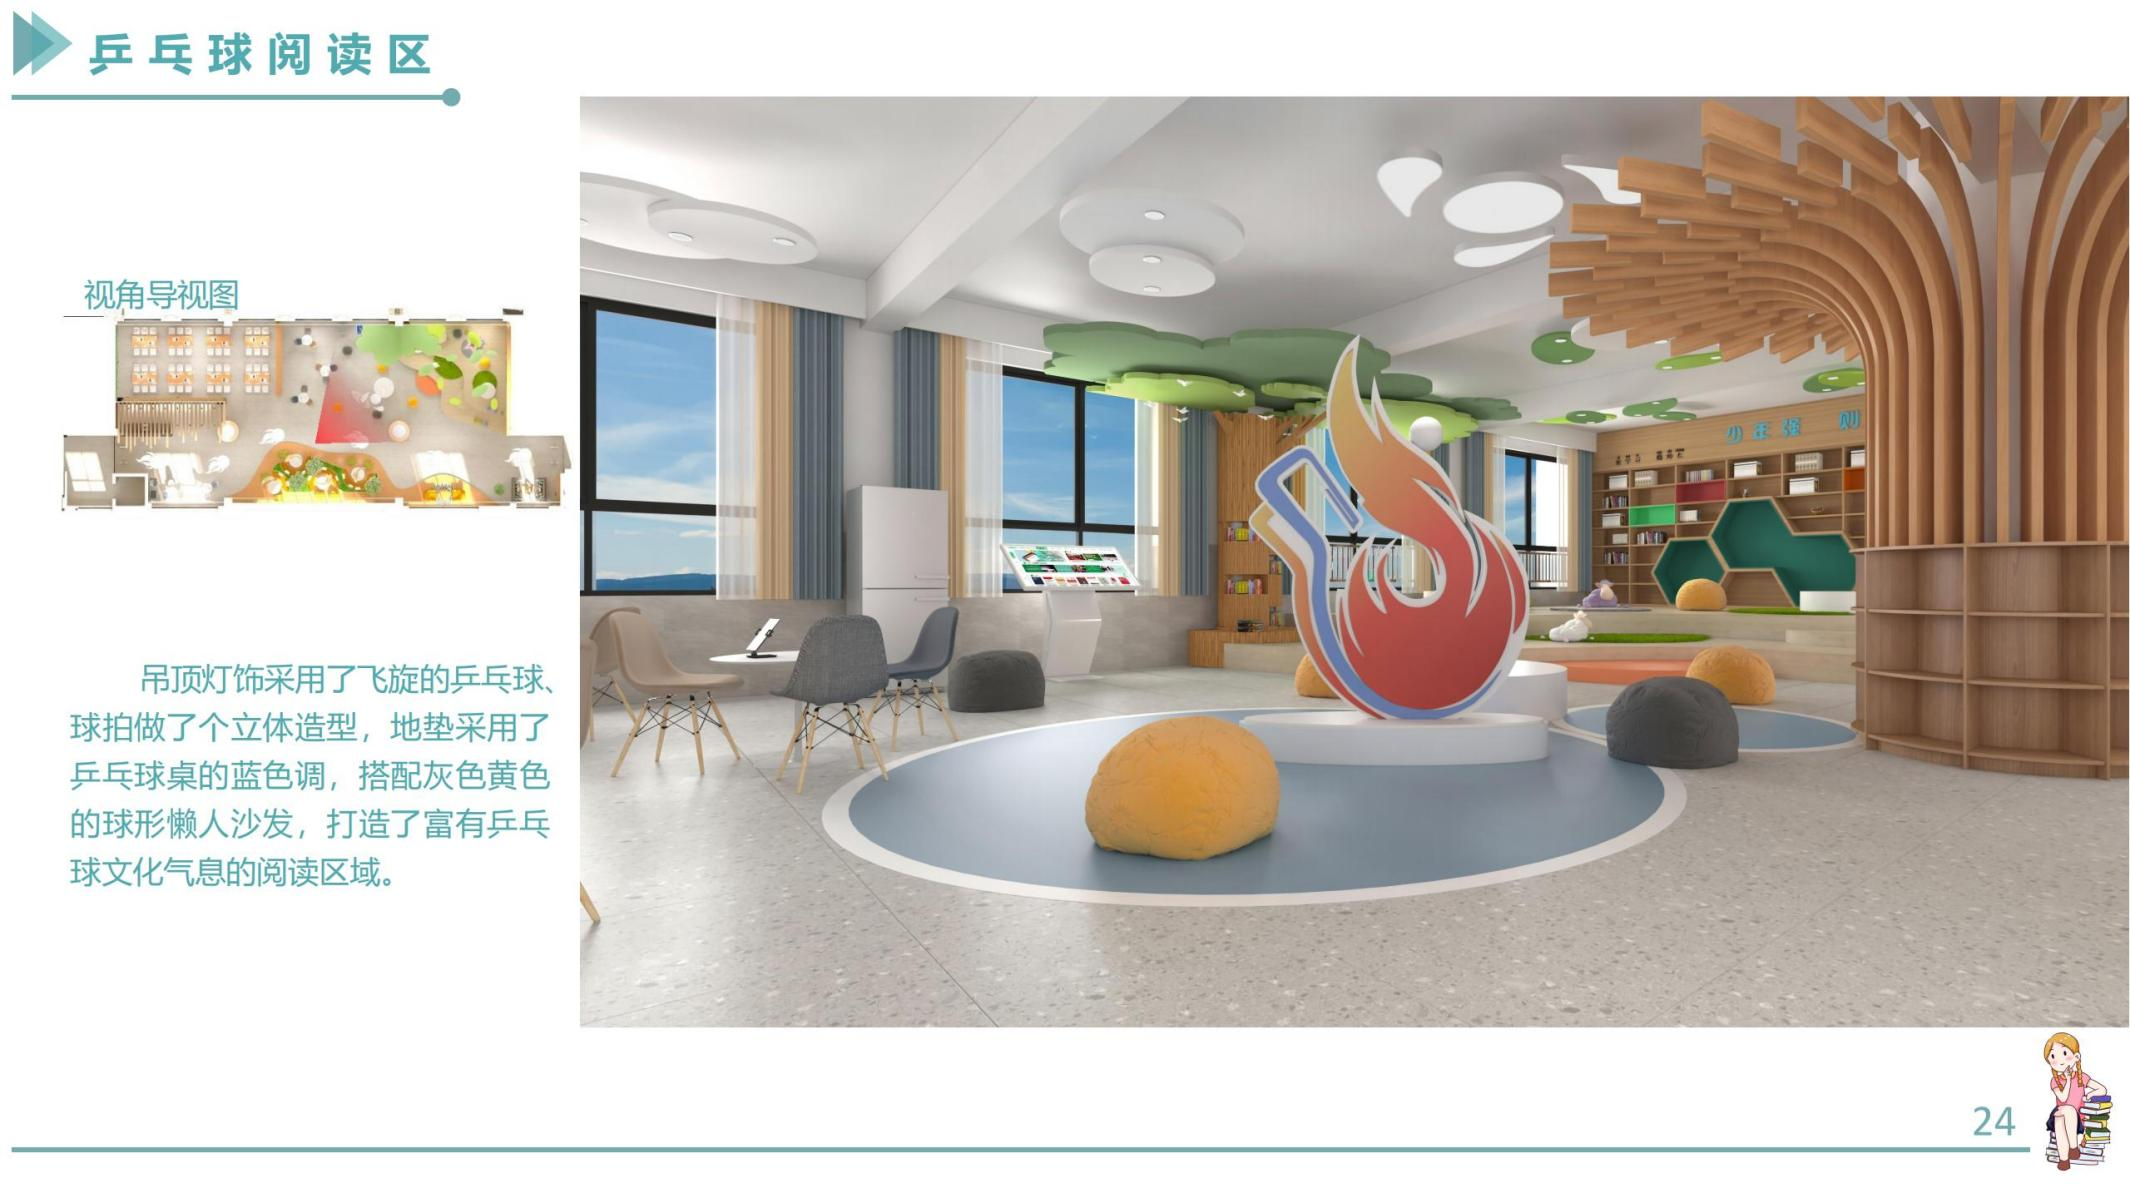 乒乓球阅读区
视角导视图
吊顶灯饰采用了飞旋的乒乓球、
球拍做了个立体造型，地垫采用了
乒乓球桌的蓝色调，搭配灰色黄色
的球形懒人沙发，打造了富有乒乓
球文化气息的阅读区域。
少年强 则
24